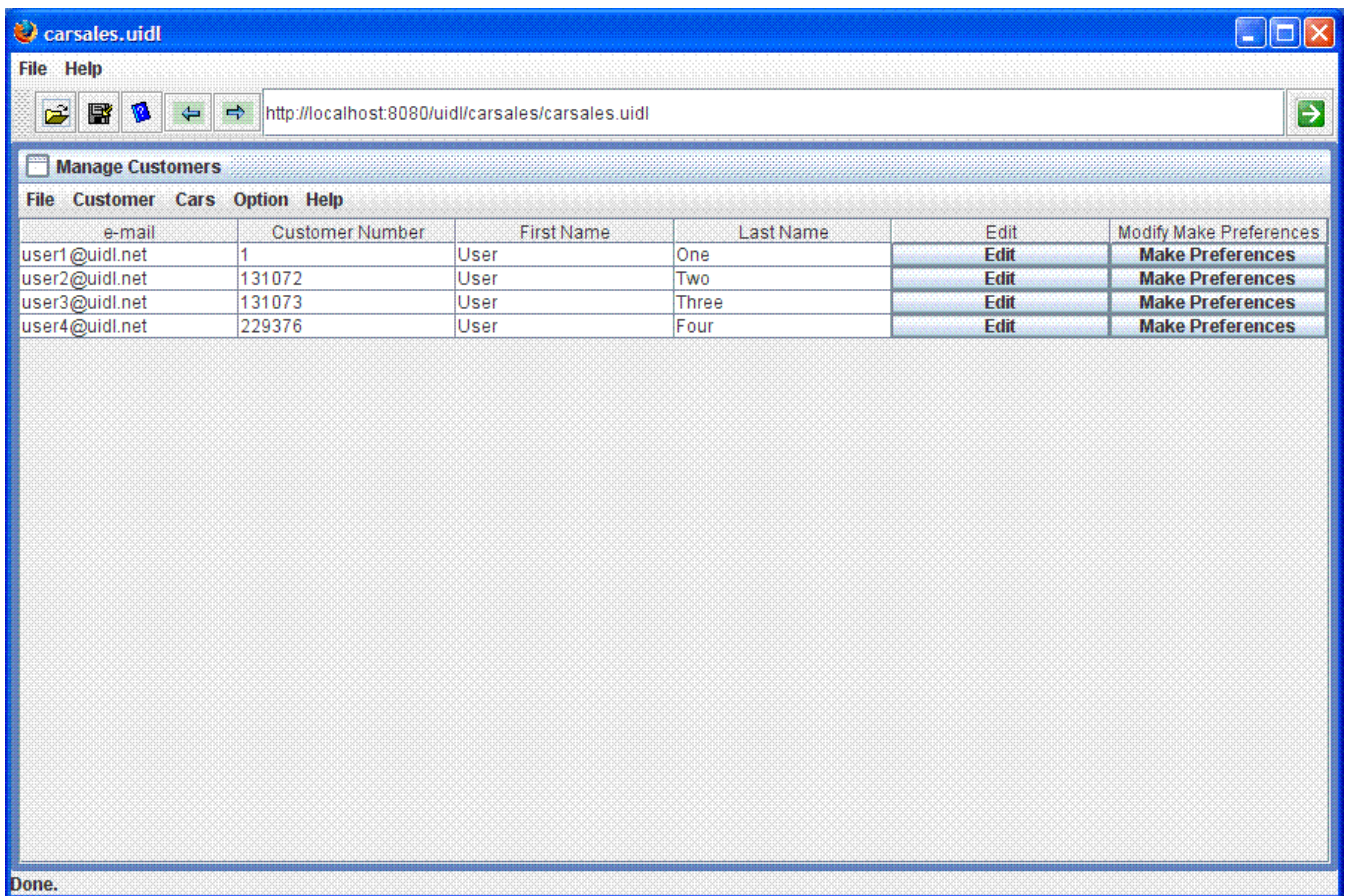 carsales.uidl
File Help
http://localhost:8080/uidl/carsales/carsales.uidl
Manage Customers
File Customer Cars Option Help
e-mail Customer Number First Name Last Name Edit Modify Make Preferences
user1@uidl.net 1 User One Edit Make Preferences
user2@uidl.net 131072 User Two Edit Make Preferences
user3@uidl.net 131073 User Three Edit Make Preferences
user4@uidl.net 229376 User Four Edit Make Preferences
Done.